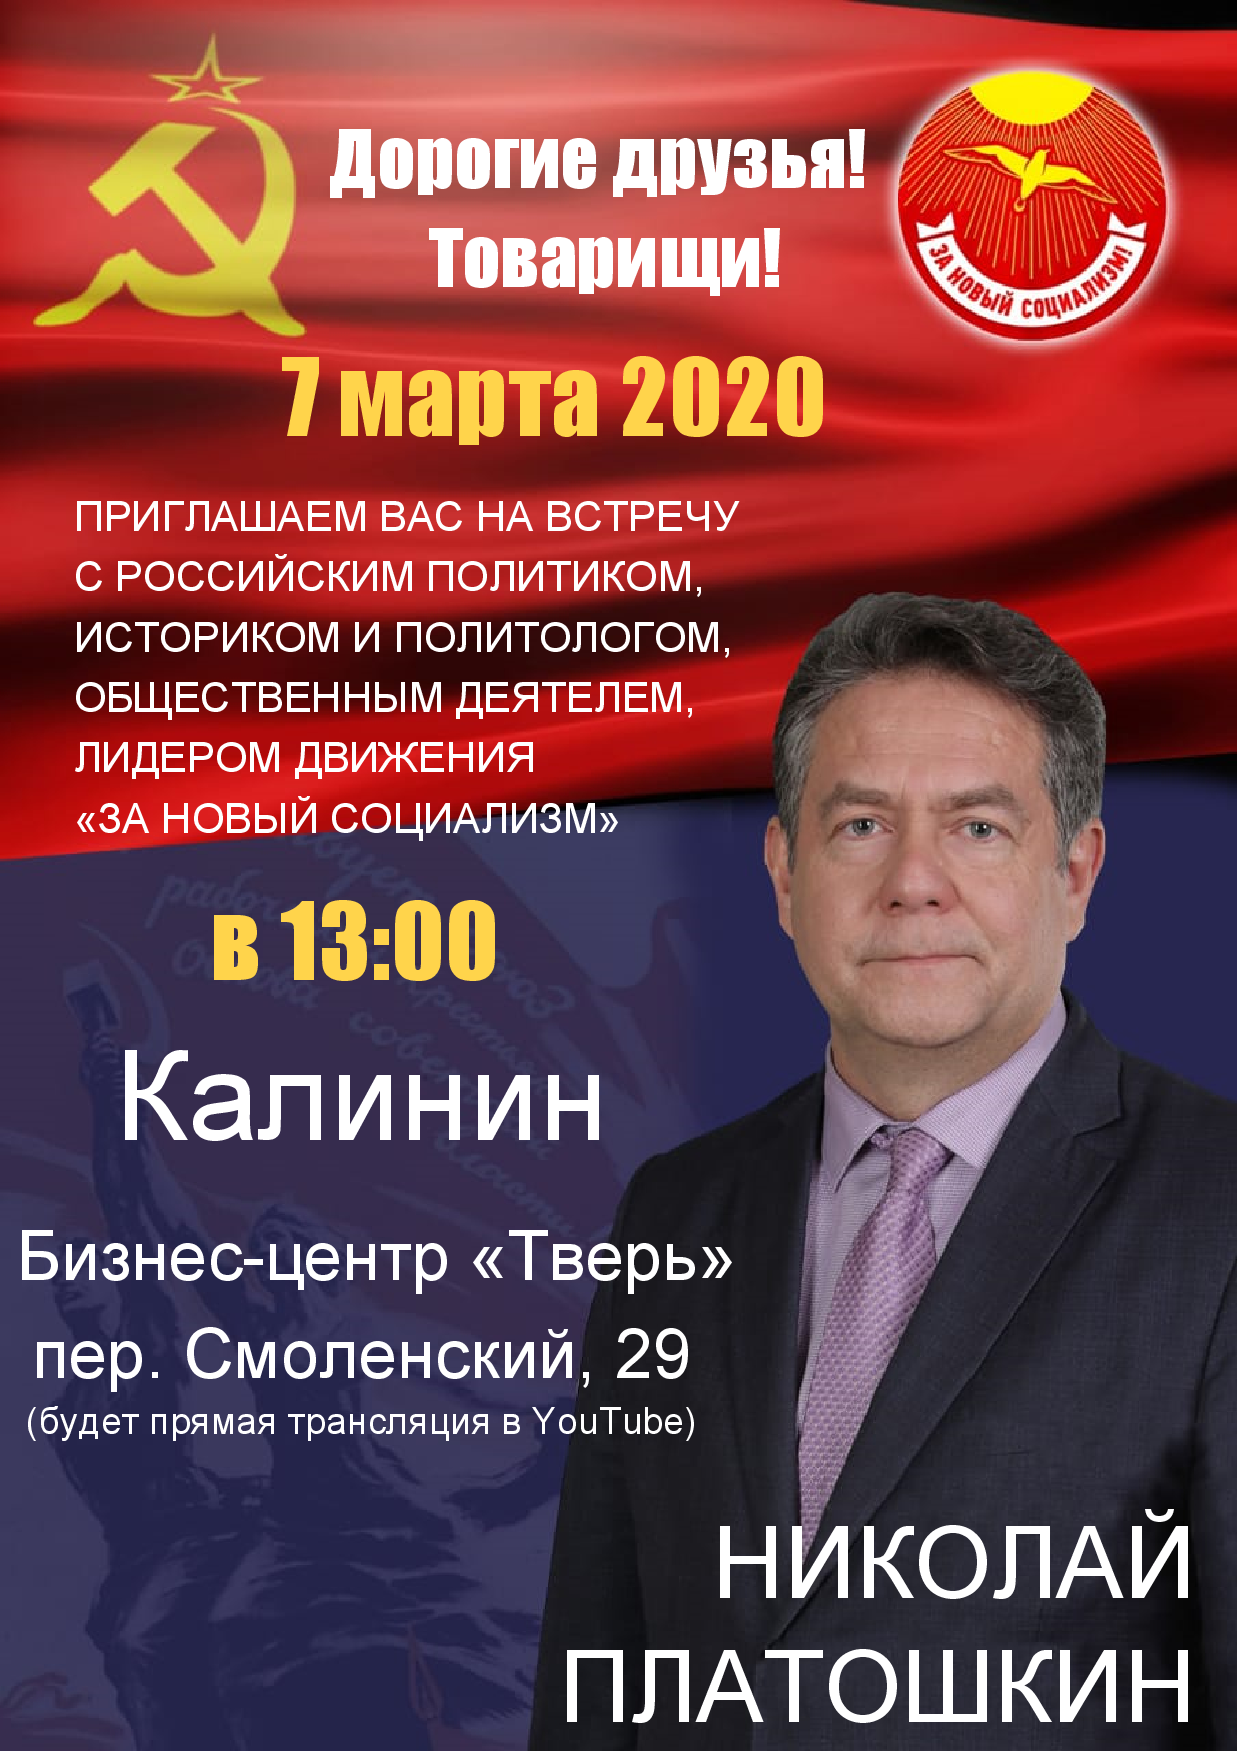 Дорогие друзья!
Товарищи!
ЗА НОВЫЙ СОЦИАЛИЗМ!
7 марта 2020
ПРИГЛАШАЕМ ВАС НА ВСТРЕЧУ
С РОССИЙСКИМ ПОЛИТИКОМ,
ИСТОРИКОМ И ПОЛИТОЛОГОМ,
ОБЩЕСТВЕННЫМ ДЕЯТЕЛЕМ,
ЛИДЕРОМ ДВИЖЕНИЯ
«ЗА НОВЫЙ СОЦИАЛИЗМ»
в 13:00
Калинин
Бизнес-центр «Тверь»
пер. Смоленский, 29
(будет прямая трансляция в YouTube)
НИКОЛАЙ
ПЛАТОШКИН